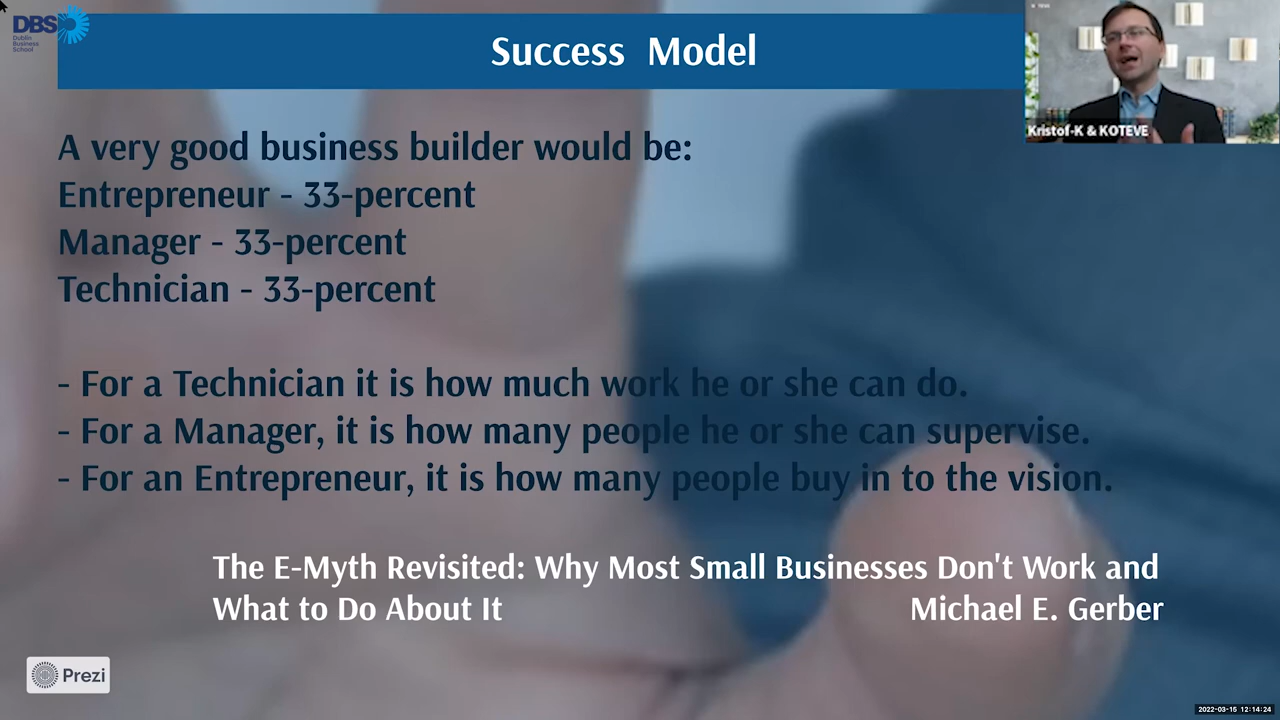 DBS
Dublin
Business
School
Success Model
Kristof-K & KOTEVE
A very good business builder would be:
Entrepreneur - 33-percent
Manager - 33-percent
Technician - 33-percent
- For a Technician it is how much work he or she can do.
- For a Manager, it is how many people he or she can supervise.
- For an Entrepreneur, it is how many people buy in to the vision.
The E-Myth Revisited: Why Most Small Businesses Don't Work and
What to Do About It
Michael E. Gerber
Prezi
2022-03-15 12:14:24